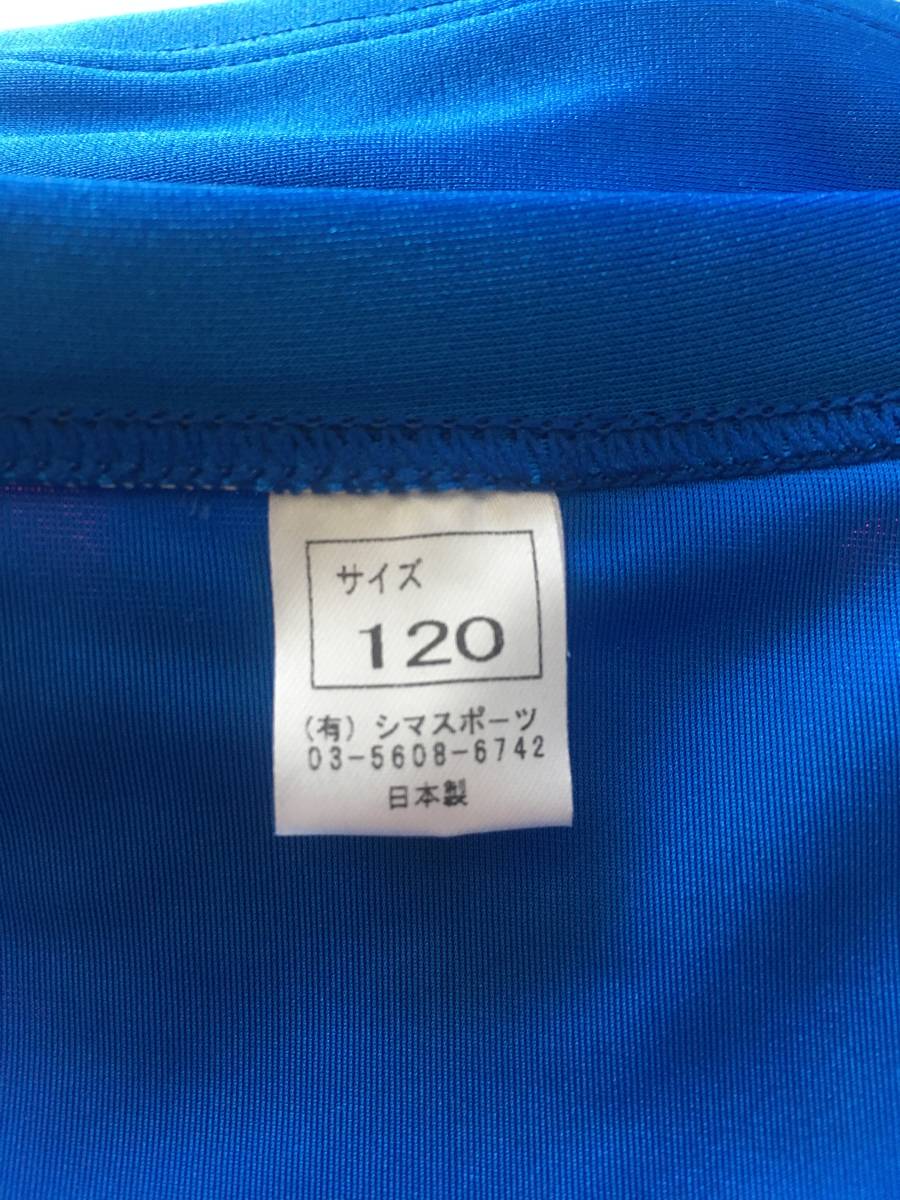 サイズ
120
(有) シマスポーツ
03-5608-6742
日本製